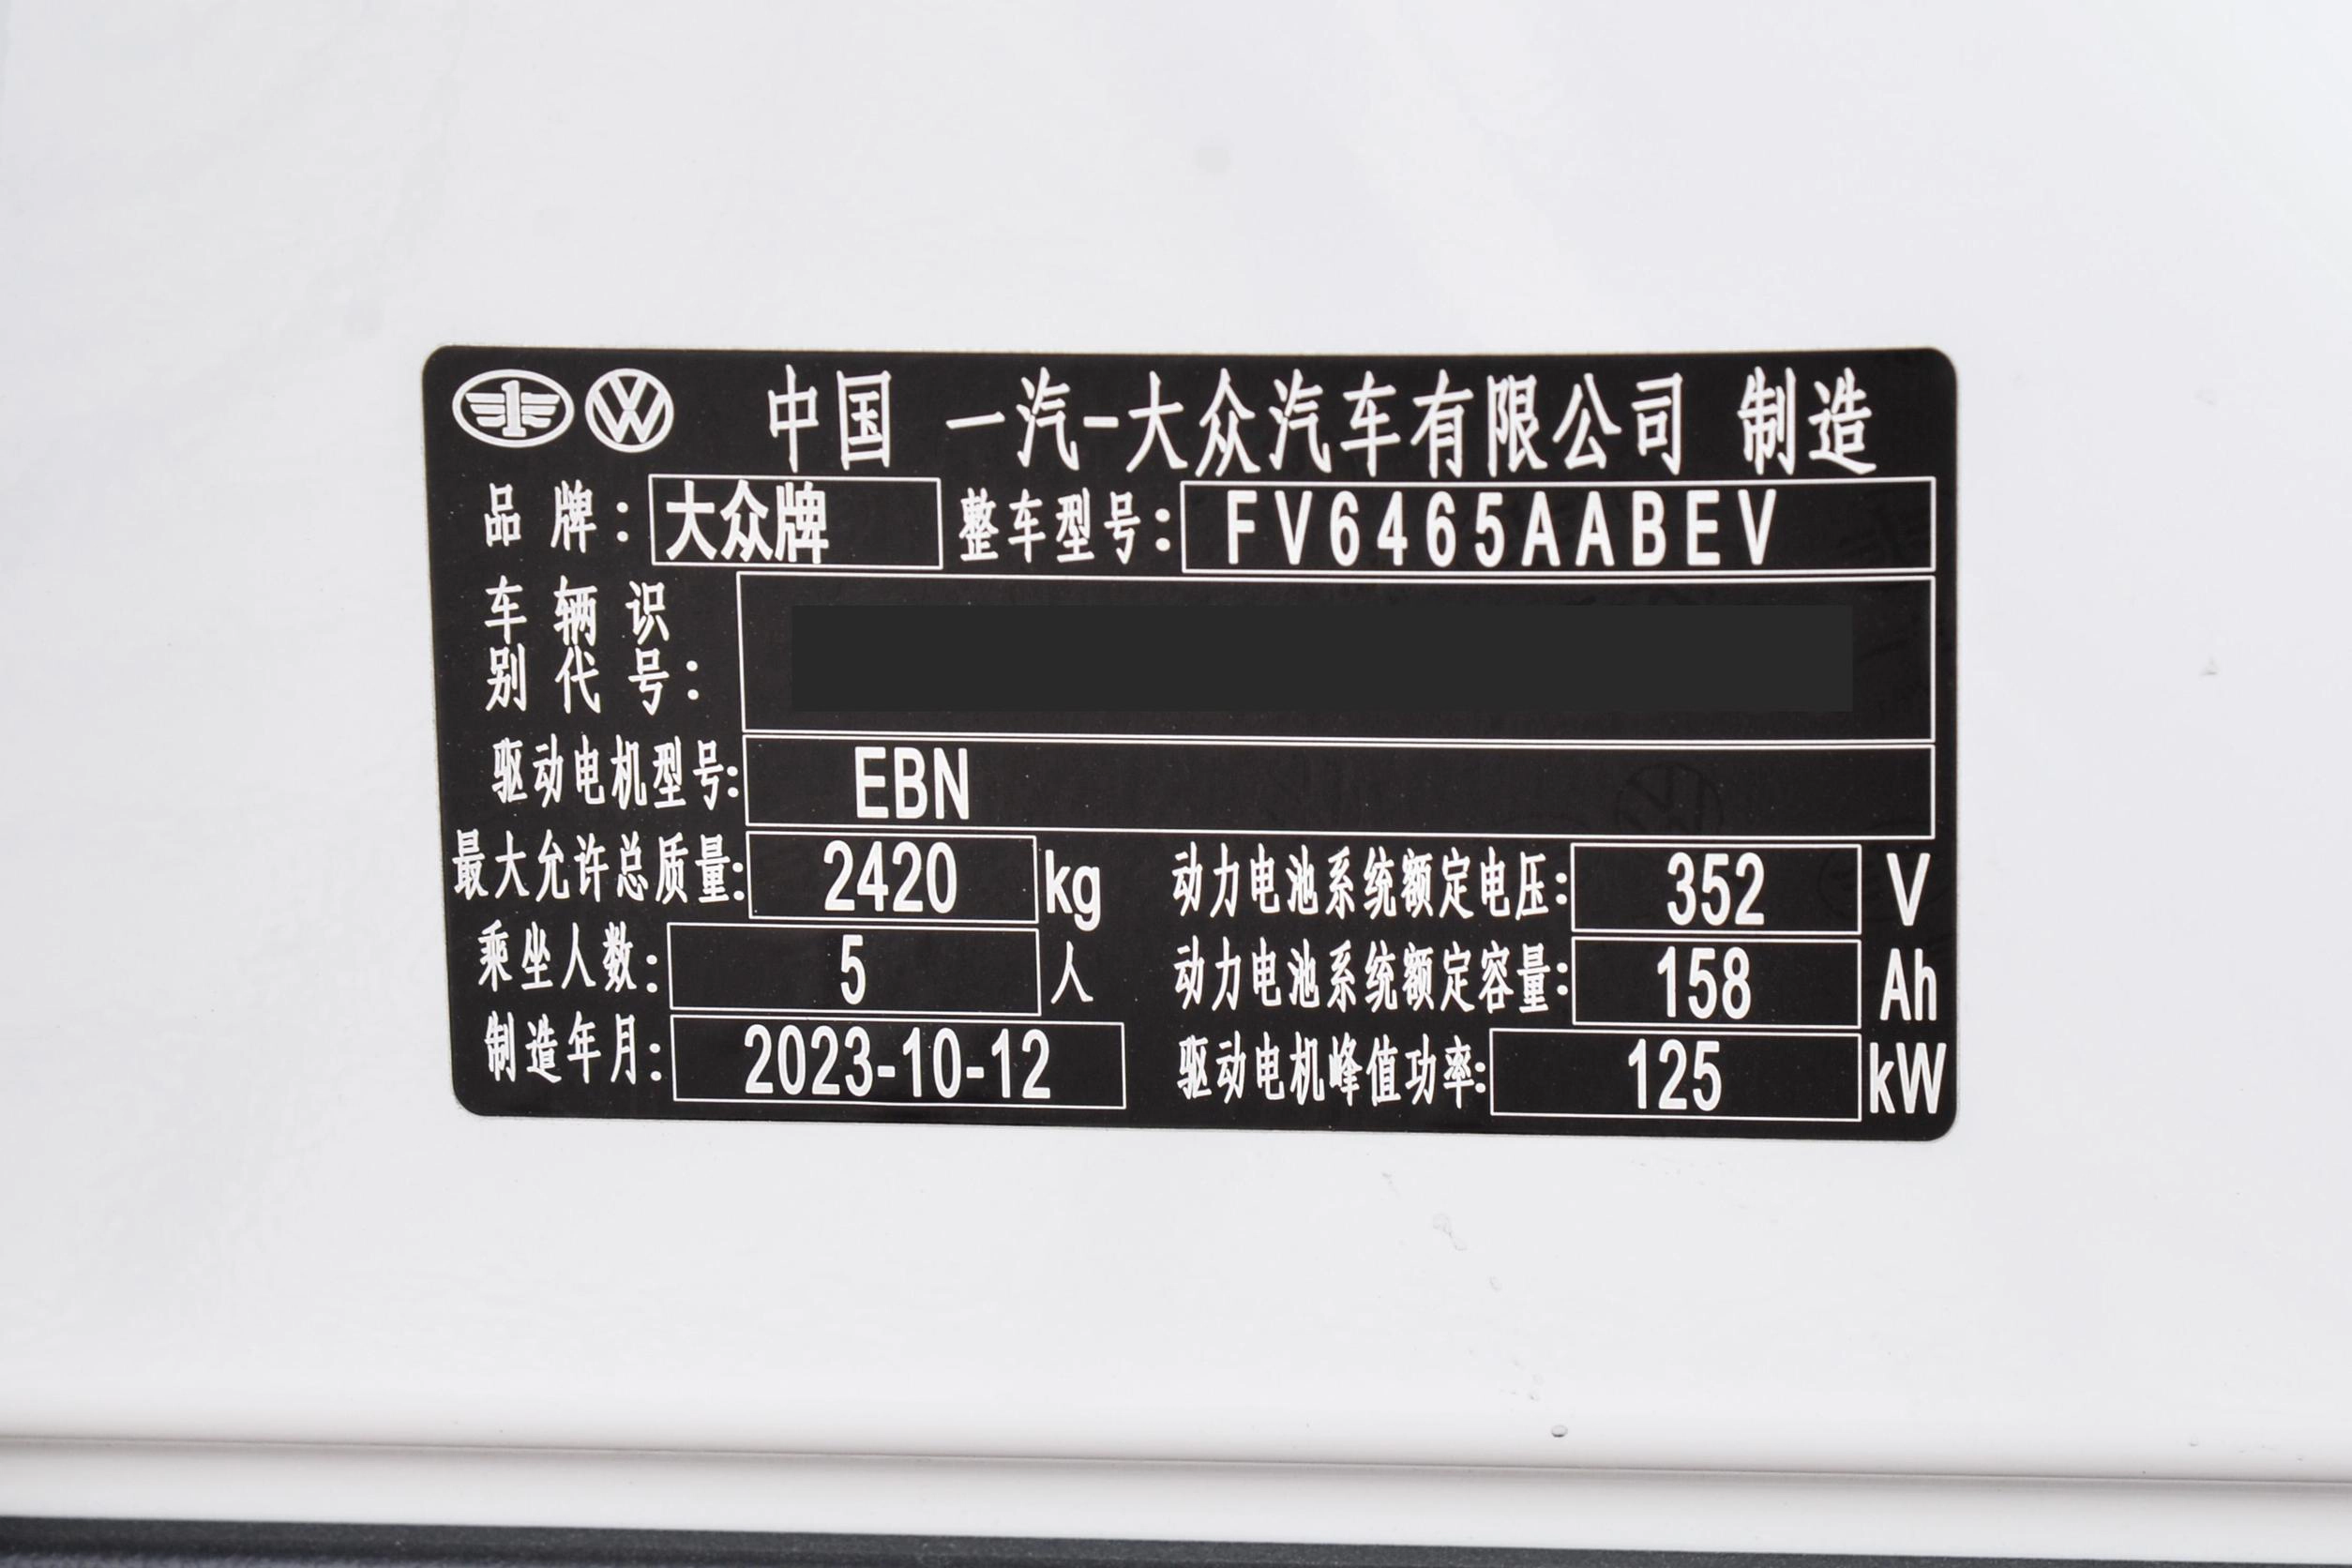 中国 一汽-大众汽车有限公司 制造
品牌: 大众牌 整车型号: FV6465AABEV
车辆识
别代号:
驱动电机型号: EBN
最大允许总质量: 2420 kg 动力电池系统额定电压: 352 V
乘坐人数: 5 人 动力电池系统额定容量: 158 Ah
制造年月: 2023-10-12 驱动电机峰值功率: 125 kW